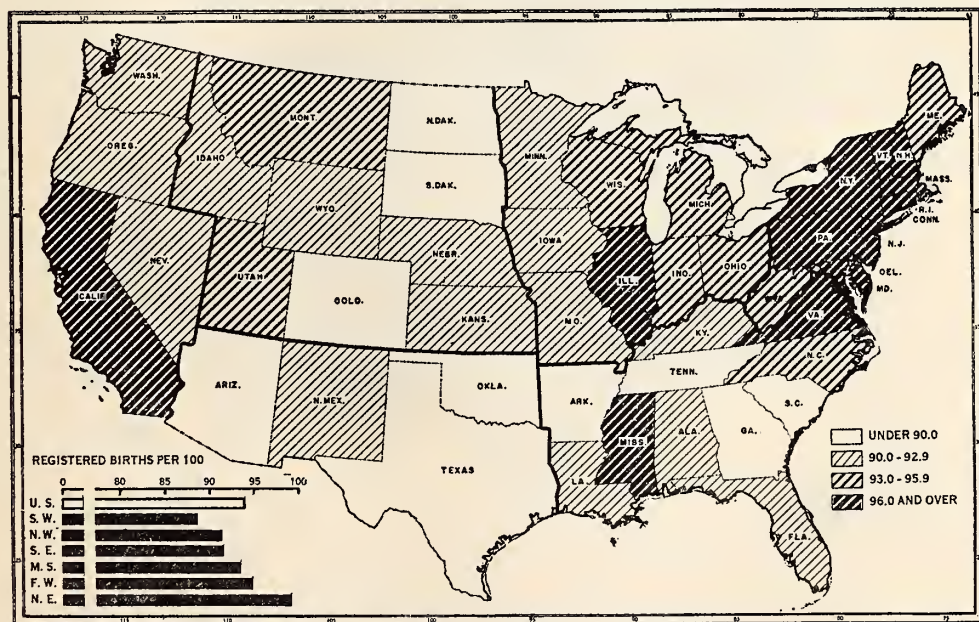 WASH.
MONT.
N.DAK.
MINN.
ME.
OREG.
IDAHO
S.DAK.
WIS.
MICH.
N.Y.
VT.
N.H.
MASS.
R.I.
CONN.
WYO.
IOWA
NEBR.
PA.
N.J.
NEV.
UTAH
ILL.
IND.
OHIO
DEL.
MD.
CALIF.
COLO.
KANS.
MO.
W.VA.
VA.
KY.
N.C.
TENN.
ARIZ.
N.MEX.
OKLA.
ARK.
S.C.
MISS.
ALA.
GA.
TEXAS
LA.
FLA.
UNDER 90.0
90.0 - 92.9
93.0 - 95.9
96.0 AND OVER
REGISTERED BIRTHS PER 100
0 80 85 90 95 100
U. S.
S. W.
N. W.
S. E.
M. S.
F. W.
N. E.